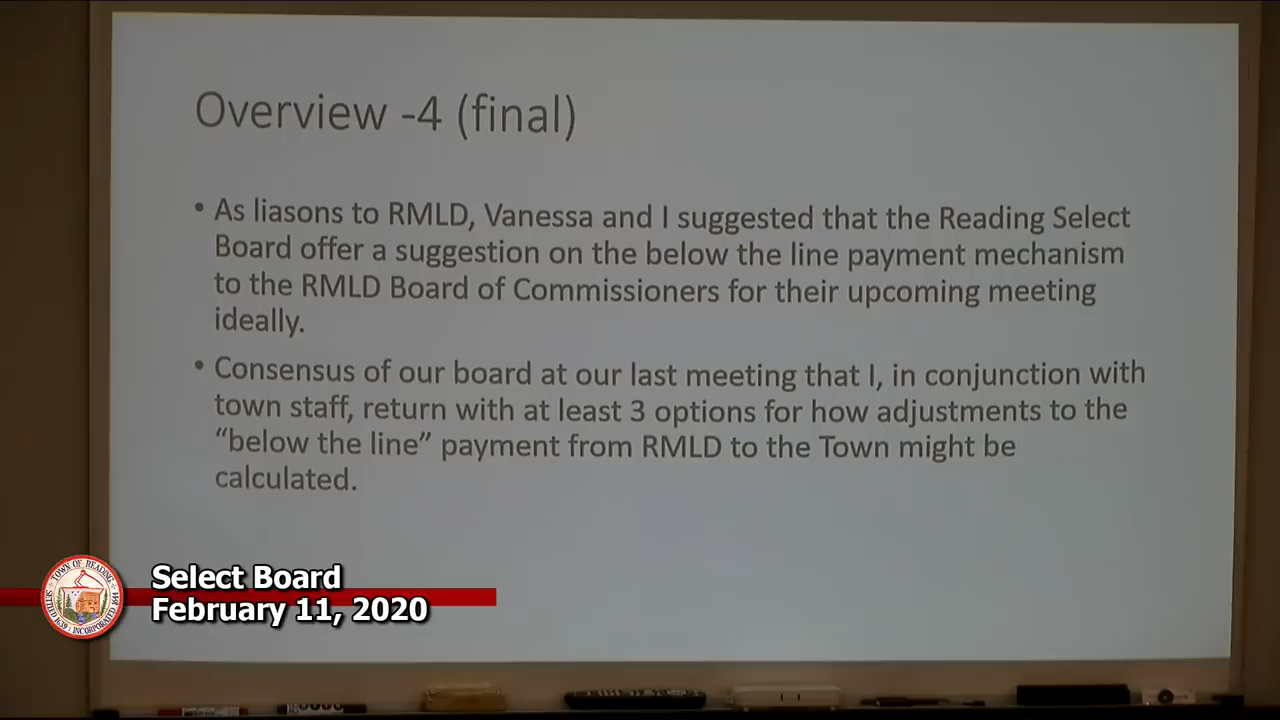 Overview -4 (final)
• As liasons to RMLD, Vanessa and I suggested that the Reading Select
Board offer a suggestion on the below the line payment mechanism
to the RMLD Board of Commissioners for their upcoming meeting
ideally.
• Consensus of our board at our last meeting that I, in conjunction with
town staff, return with at least 3 options for how adjustments to the
“below the line” payment from RMLD to the Town might be
calculated.
TOWN OF READING
SETTLED 1639 · INCORPORATED 1644
Select Board
February 11, 2020